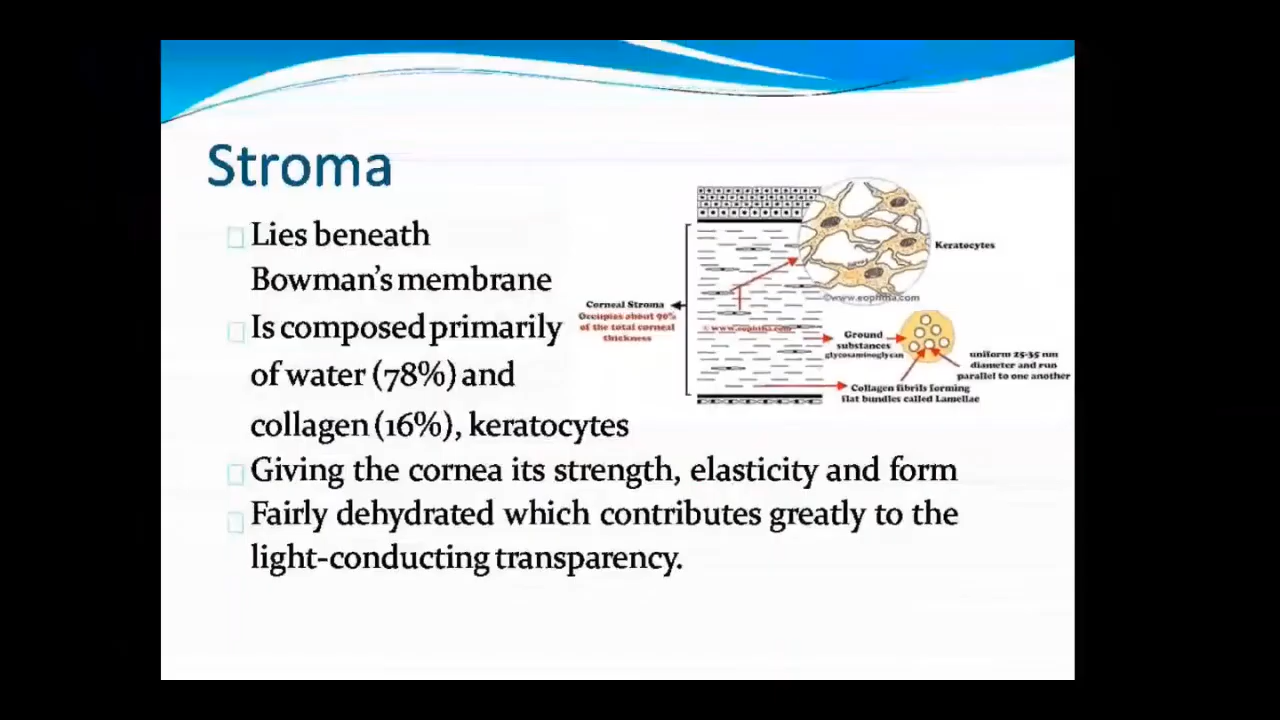 Stroma
Lies beneath
Bowman's membrane
Is composed primarily
of water (78%) and
collagen (16%), keratocytes
Giving the cornea its strength, elasticity and form
Fairly dehydrated which contributes greatly to the
light-conducting transparency.
Keratocytes
©www.eophtha.com
Corneal Stroma
Occupies about 90%
of the total corneal
thickness
© www.eophtha.com
Ground
substances
glycosaminoglycan
uniform 25-35 nm
diameter and run
parallel to one another
Collagen fibrils forming
flat bundles called Lamellae